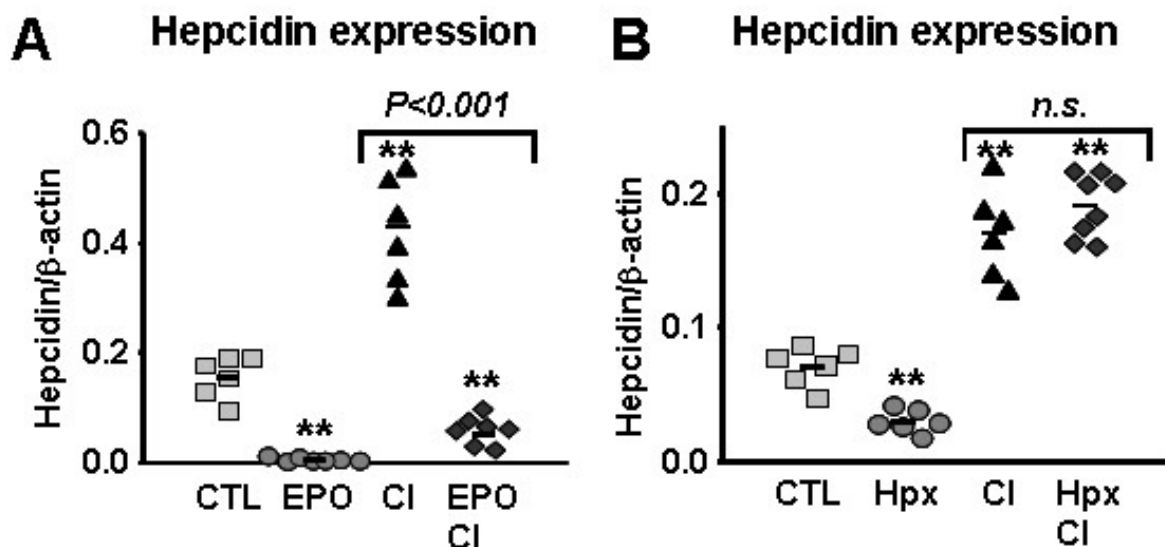 A Hepcidin expression
P<0.001
Hepcidin/β-actin
0.6
0.4
0.2
0.0
**
**
**
CTL EPO CI EPO CI
B Hepcidin expression
n.s.
Hepcidin/β-actin
0.2
0.1
0.0
**
**
**
CTL Hpx CI Hpx CI